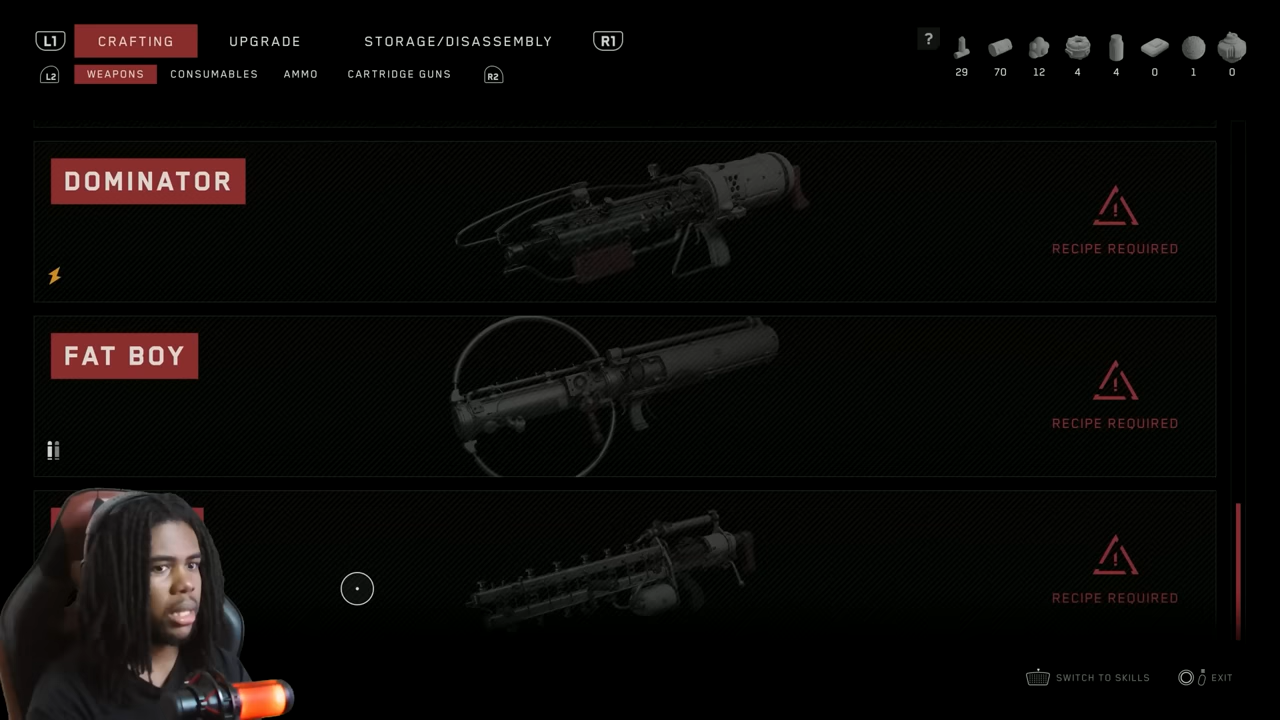 L1 CRAFTING UPGRADE STORAGE/DISASSEMBLY R1 ?
L2 WEAPONS CONSUMABLES AMMO CARTRIDGE GUNS R2
29 70 12 4 4 0 1 0
DOMINATOR
RECIPE REQUIRED
FAT BOY
RECIPE REQUIRED
RECIPE REQUIRED
SWITCH TO SKILLS EXIT